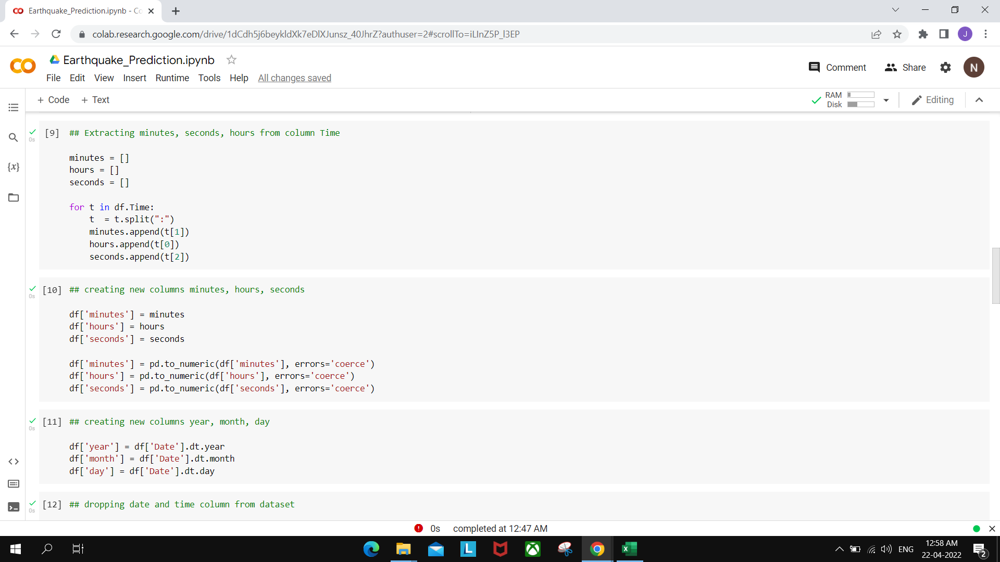 Earthquake_Prediction.ipynb - Co
colab.research.google.com/drive/1dCdh5j6beykldXk7eDlXJunsz_40JhrZ?authuser=2#scrollTo=iLlnZ5P_l3EP
J
Earthquake_Prediction.ipynb
Comment
Share
N
File Edit View Insert Runtime Tools Help All changes saved
+ Code + Text
RAM
Disk
Editing
[9] ## Extracting minutes, seconds, hours from column Time
0s
minutes = []
hours = []
seconds = []
for t in df.Time:
t  = t.split(":")
minutes.append(t[1])
hours.append(t[0])
seconds.append(t[2])
[10] ## creating new columns minutes, hours, seconds
0s
df['minutes'] = minutes
df['hours'] = hours
df['seconds'] = seconds
df['minutes'] = pd.to_numeric(df['minutes'], errors='coerce')
df['hours'] = pd.to_numeric(df['hours'], errors='coerce')
df['seconds'] = pd.to_numeric(df['seconds'], errors='coerce')
[11] ## creating new columns year, month, day
0s
df['year'] = df['Date'].dt.year
df['month'] = df['Date'].dt.month
df['day'] = df['Date'].dt.day
[12] ## dropping date and time column from dataset
0s
0s completed at 12:47 AM
L
ENG
12:58 AM
22-04-2022
2